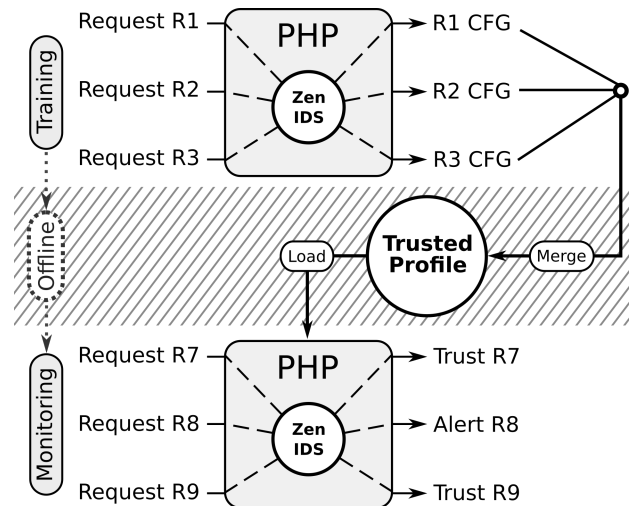 Training
Request R1
PHP
R1 CFG
Request R2
Zen
IDS
R2 CFG
Request R3
R3 CFG
Offline
Load
Trusted
Profile
Merge
Monitoring
Request R7
PHP
Trust R7
Request R8
Zen
IDS
Alert R8
Request R9
Trust R9